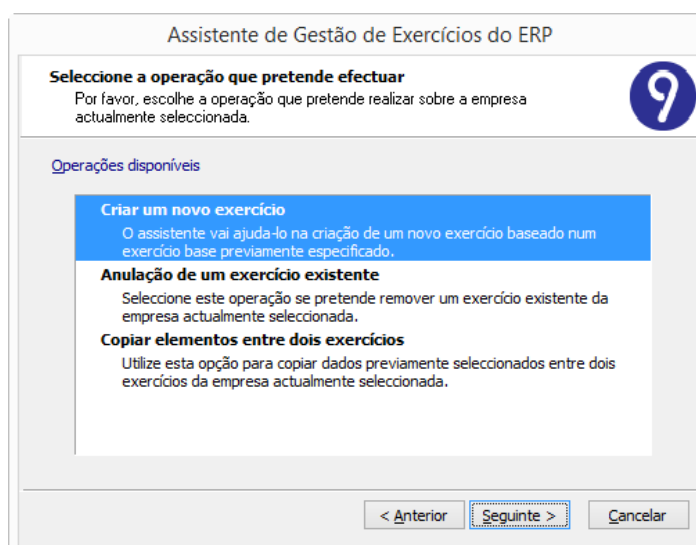 Assistente de Gestão de Exercícios do ERP
Seleccione a operação que pretende efectuar
Por favor, escolhe a operação que pretende realizar sobre a empresa
actualmente seleccionada.
9
Operações disponíveis
Criar um novo exercício
O assistente vai ajuda-lo na criação de um novo exercício baseado num
exercício base previamente especificado.
Anulação de um exercício existente
Seleccione este operação se pretende remover um exercício existente da
empresa actualmente seleccionada.
Copiar elementos entre dois exercícios
Utilize esta opção para copiar dados previamente seleccionados entre dois
exercícios da empresa actualmente seleccionada.
< Anterior Seguinte > Cancelar